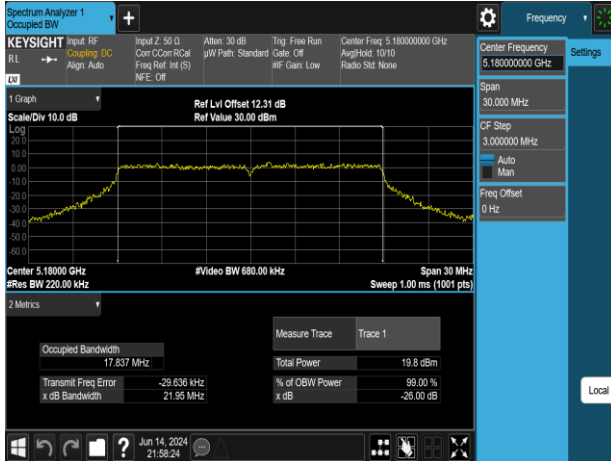 Spectrum Analyzer 1
Occupied BW
Frequency
KEYSIGHT
R L
LXI
Input: RF
Coupling: DC
Align: Auto
Input Z: 50 Ω
Corr CCorr RCal
Freq Ref: Int (S)
NFE: Off
Atten: 30 dB
µW Path: Standard
Trig: Free Run
Gate: Off
#IF Gain: Low
Center Freq: 5.180000000 GHz
Avg|Hold: 10/10
Radio Std: None
Center Frequency
5.180000000 GHz
Settings
Span
30.000 MHz
CF Step
3.000000 MHz
Auto
Man
Freq Offset
0 Hz
Local
1 Graph
Scale/Div 10.0 dB
Ref Lvl Offset 12.31 dB
Ref Value 30.00 dBm
Log
20.0
10.0
0.00
-10.0
-20.0
-30.0
-40.0
-50.0
-60.0
Center 5.18000 GHz
#Res BW 220.00 kHz
#Video BW 680.00 kHz
Span 30 MHz
Sweep 1.00 ms (1001 pts)
2 Metrics
Measure Trace Trace 1
Occupied Bandwidth
17.837 MHz
Total Power 19.8 dBm
Transmit Freq Error -29.636 kHz
% of OBW Power 99.00 %
x dB Bandwidth 21.95 MHz
x dB -26.00 dB
?
Jun 14, 2024
21:58:24